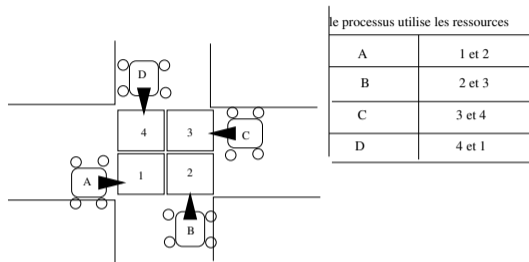 le processus utilise les ressources
A 1 et 2
B 2 et 3
C 3 et 4
D 4 et 1
D
4 3
C
A
1 2
B